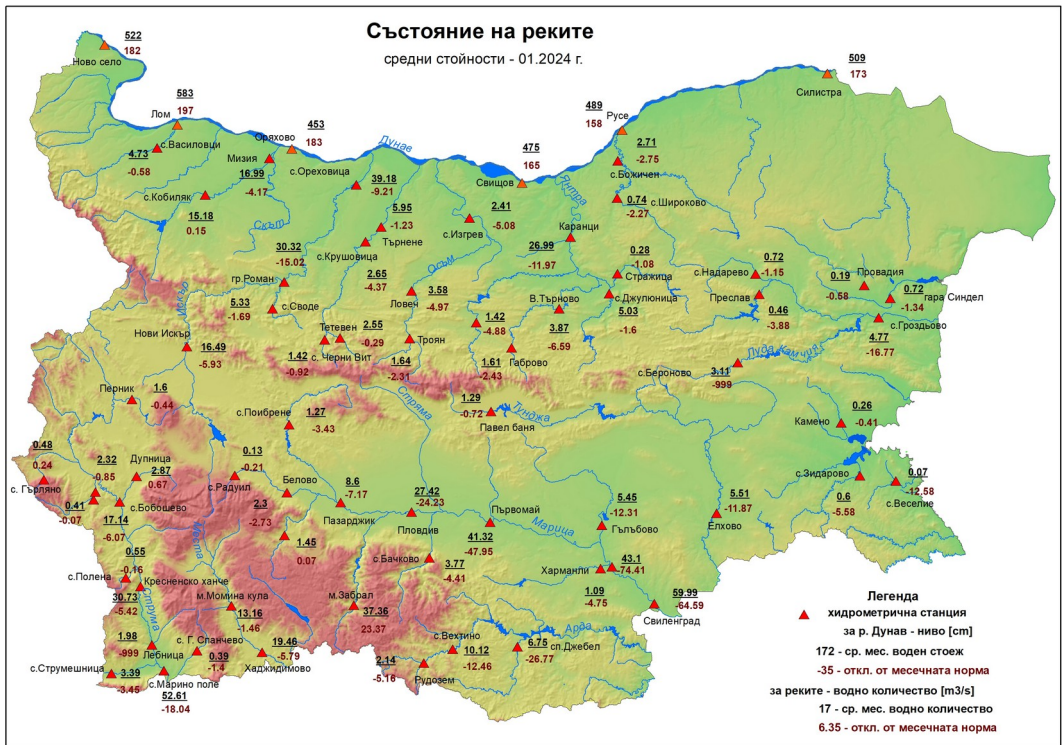 Състояние на реките
средни стойности - 01.2024 г.
522
182
Ново село
509
173
Силистра
583
197
Лом
с.Василовци
4.73
-0.58
453
183
Оряхово
Мизия
16.99
-4.17
с.Ореховица
39.18
-9.21
Дунав
489
158
Русе
475
165
Свищов
Янтра
2.71
-2.75
с.Божичен
0.74
-2.27
с.Широково
с.Кобиляк
15.18
0.15
Скът
5.95
-1.23
Търнене
с.Крушовица
2.65
-4.37
2.41
-5.08
с.Изгрев
Осъм
Каранци
26.99
-11.97
0.28
-1.08
Стражица
с.Джулюница
5.03
-1.6
30.32
-15.02
гр.Роман
Искър
5.33
-1.69
с.Своде
3.58
-4.97
Ловеч
1.42
-4.88
В.Търново
3.87
-6.59
с.Надарево
0.72
-1.15
Преслав
0.46
-3.88
Провадия
0.19
-0.58
0.72
-1.34
гара Синдел
с.Гроздьово
4.77
-16.77
Нови Искър
16.49
-5.93
Тетевен
2.55
-0.29
1.42
-0.92
с. Черни Вит
Троян
1.64
-2.31
1.61
-2.43
Габрово
Луда Камчия
с.Бероново
3.11
-999
Перник
1.6
-0.44
с.Поибрене
1.27
-3.43
Стряма
1.29
-0.72
Павел баня
Тунджа
0.26
-0.41
Камено
0.48
0.24
с. Гърляно
2.32
-0.85
Дупница
2.87
0.67
0.41
-0.07
с.Бобошево
17.14
-6.07
0.13
-0.21
с.Радуил
Белово
2.3
-2.73
8.6
-7.17
Пазарджик
27.42
-24.23
Пловдив
Първомай
41.32
-47.95
Марица
5.45
-12.31
Гълъбово
5.51
-11.87
Елхово
с.Зидарово
0.6
-5.58
0.07
-12.58
с.Веселие
Места
1.45
0.07
0.55
-0.16
с.Полена
Кресненско ханче
30.73
-5.42
Струма
м.Момина кула
13.16
-1.46
м.Забрал
37.36
23.37
с.Бачково
3.77
-4.41
Харманли
43.1
-74.41
1.09
-4.75
59.99
-64.59
Свиленград
1.98
-999
Лебница
с. Г. Спанчево
0.39
-1.4
19.46
-5.79
Хаджидимово
с.Струмешница
3.39
-3.45
с.Марино поле
52.61
-18.04
2.14
-5.16
Рудозем
с.Вехтино
10.12
-12.46
Арда
6.75
-26.77
сп.Джебел
Легенда
хидрометрична станция
за р. Дунав - ниво [cm]
172 - ср. мес. воден стоеж
-35 - откл. от месечната норма
за реките - водно количество [m3/s]
17 - ср. мес. водно количество
6.35 - откл. от месечната норма